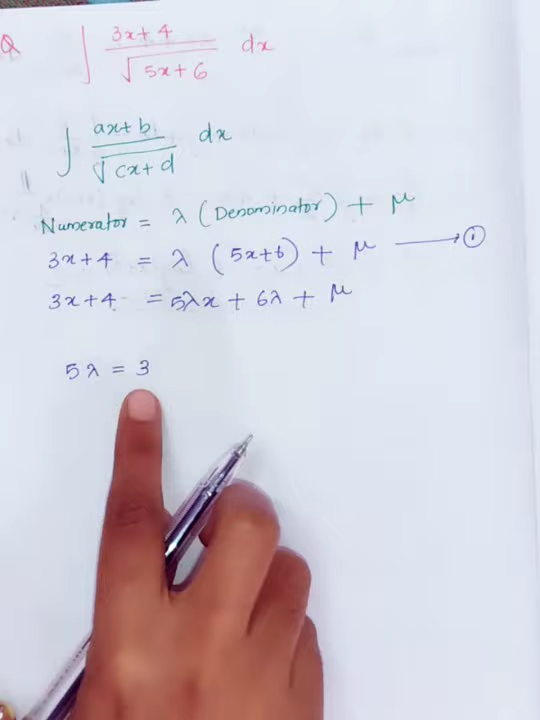 Q ∫ 3x+4 / √5x+6 dx
∫ ax+b / √cx+d dx
Numerator = λ (Denominator) + μ
3x+4 = λ (5x+6) + μ ⟶ ①
3x+4 = 5λx + 6λ + μ
5λ = 3